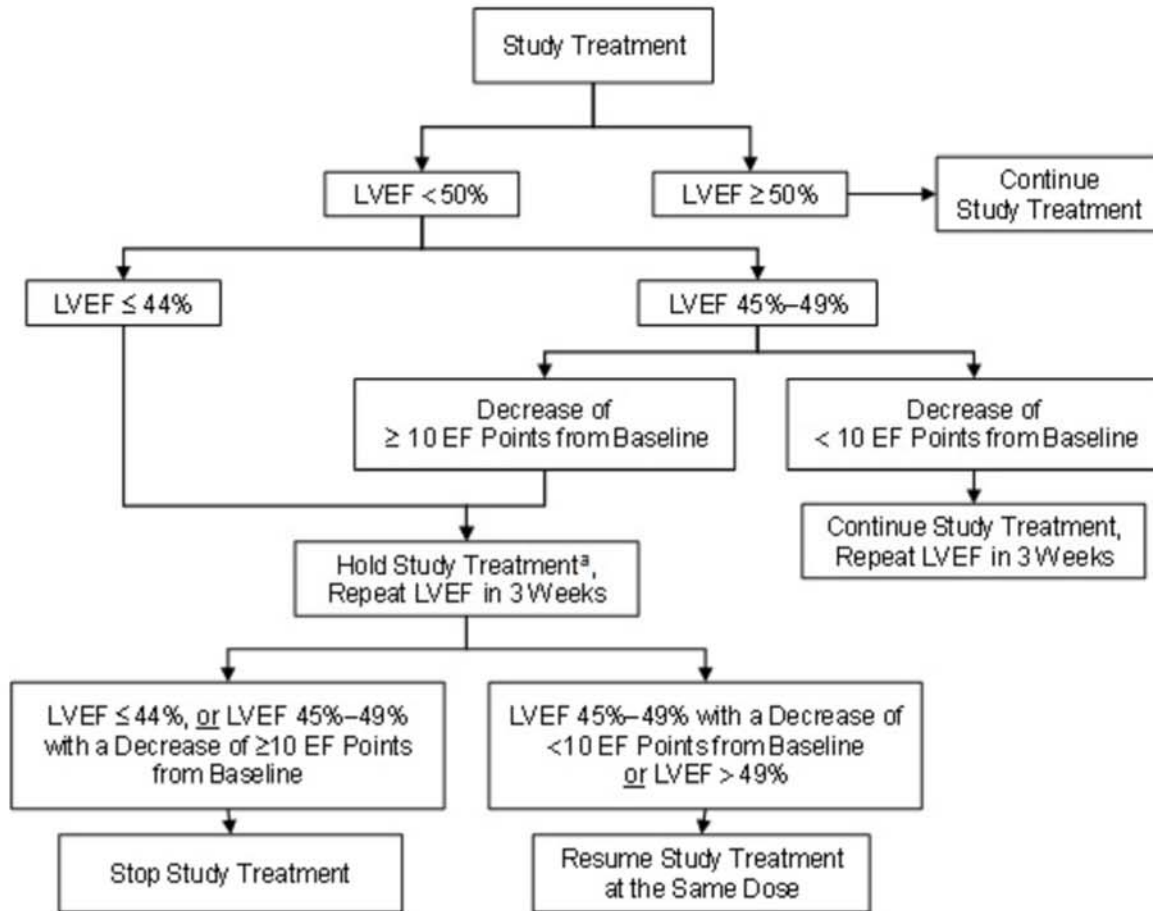 Study Treatment
LVEF < 50%
LVEF ≥ 50%
Continue
Study Treatment
LVEF ≤ 44%
LVEF 45%–49%
Decrease of
≥ 10 EF Points from Baseline
Decrease of
< 10 EF Points from Baseline
Continue Study Treatment,
Repeat LVEF in 3 Weeks
Hold Study Treatmentᵃ,
Repeat LVEF in 3 Weeks
LVEF ≤ 44%, or LVEF 45%–49%
with a Decrease of ≥10 EF Points
from Baseline
LVEF 45%–49% with a Decrease of
<10 EF Points from Baseline
or LVEF > 49%
Stop Study Treatment
Resume Study Treatment
at the Same Dose